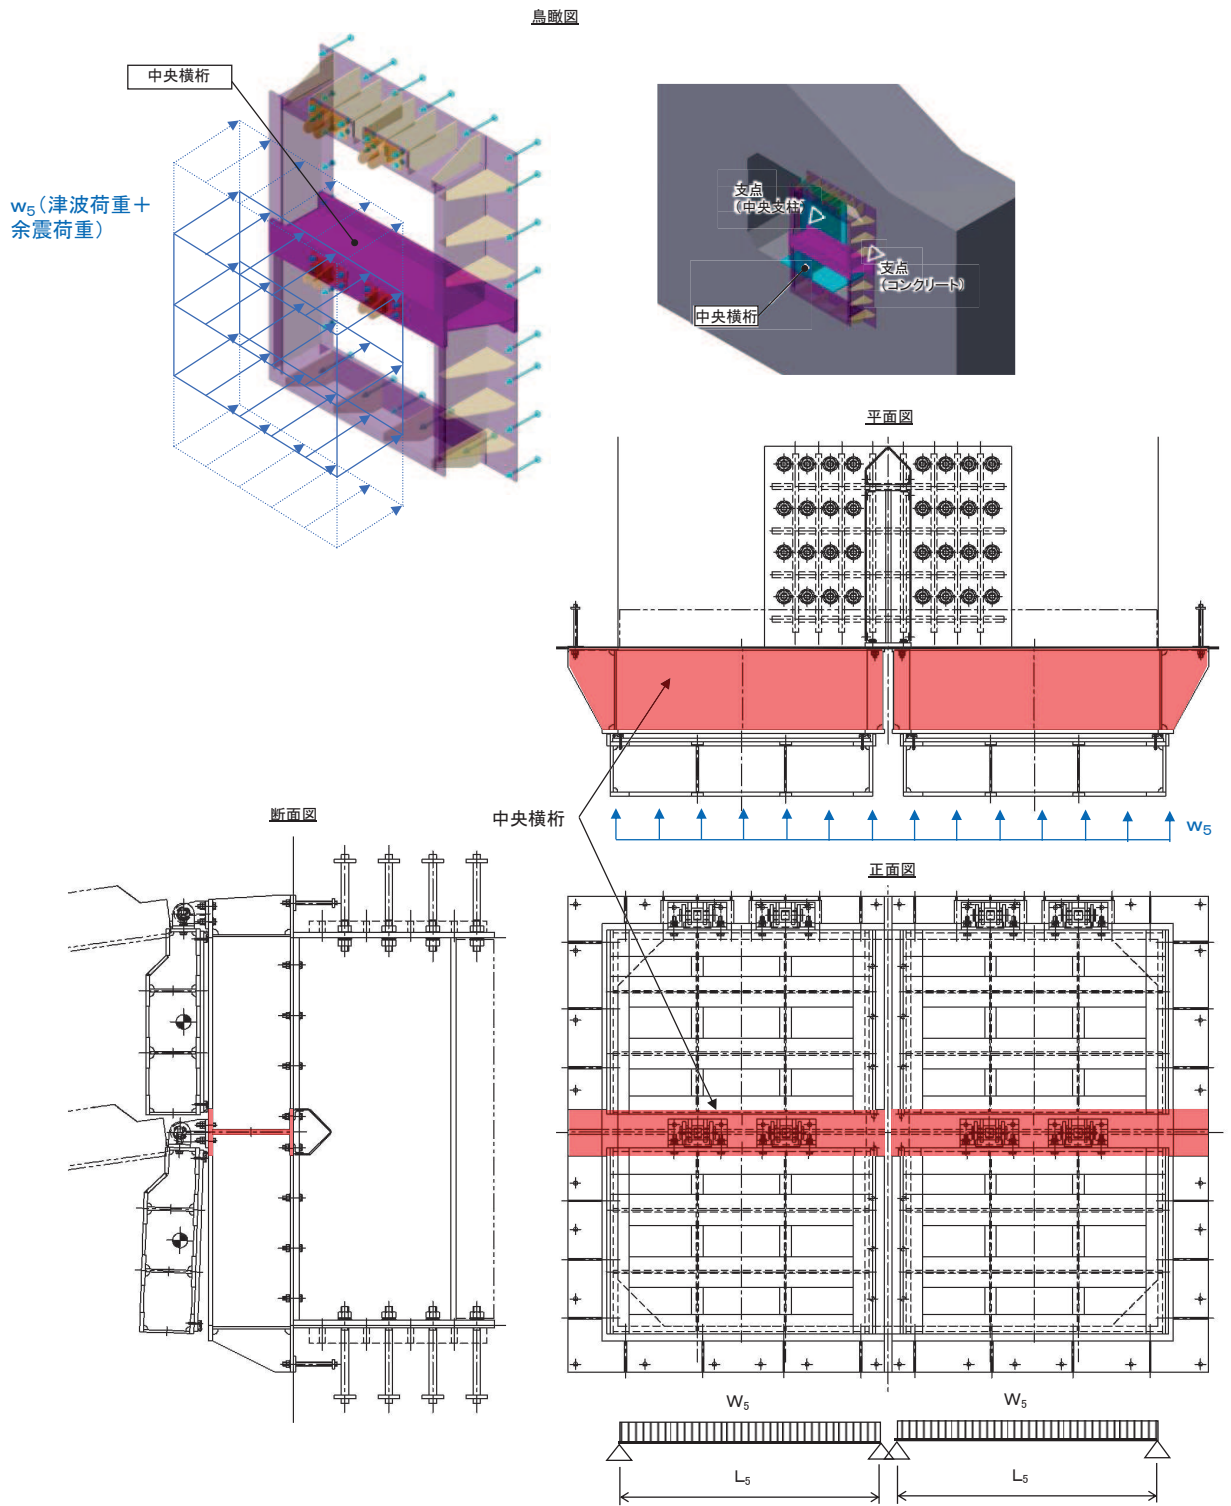 鳥瞰図
中央横桁
w₅(津波荷重＋
余震荷重)
支点
(中央支柱)
支点
(コンクリート)
中央横桁
平面図
中央横桁
w₅
断面図
正面図
W₅
W₅
L₅
L₅